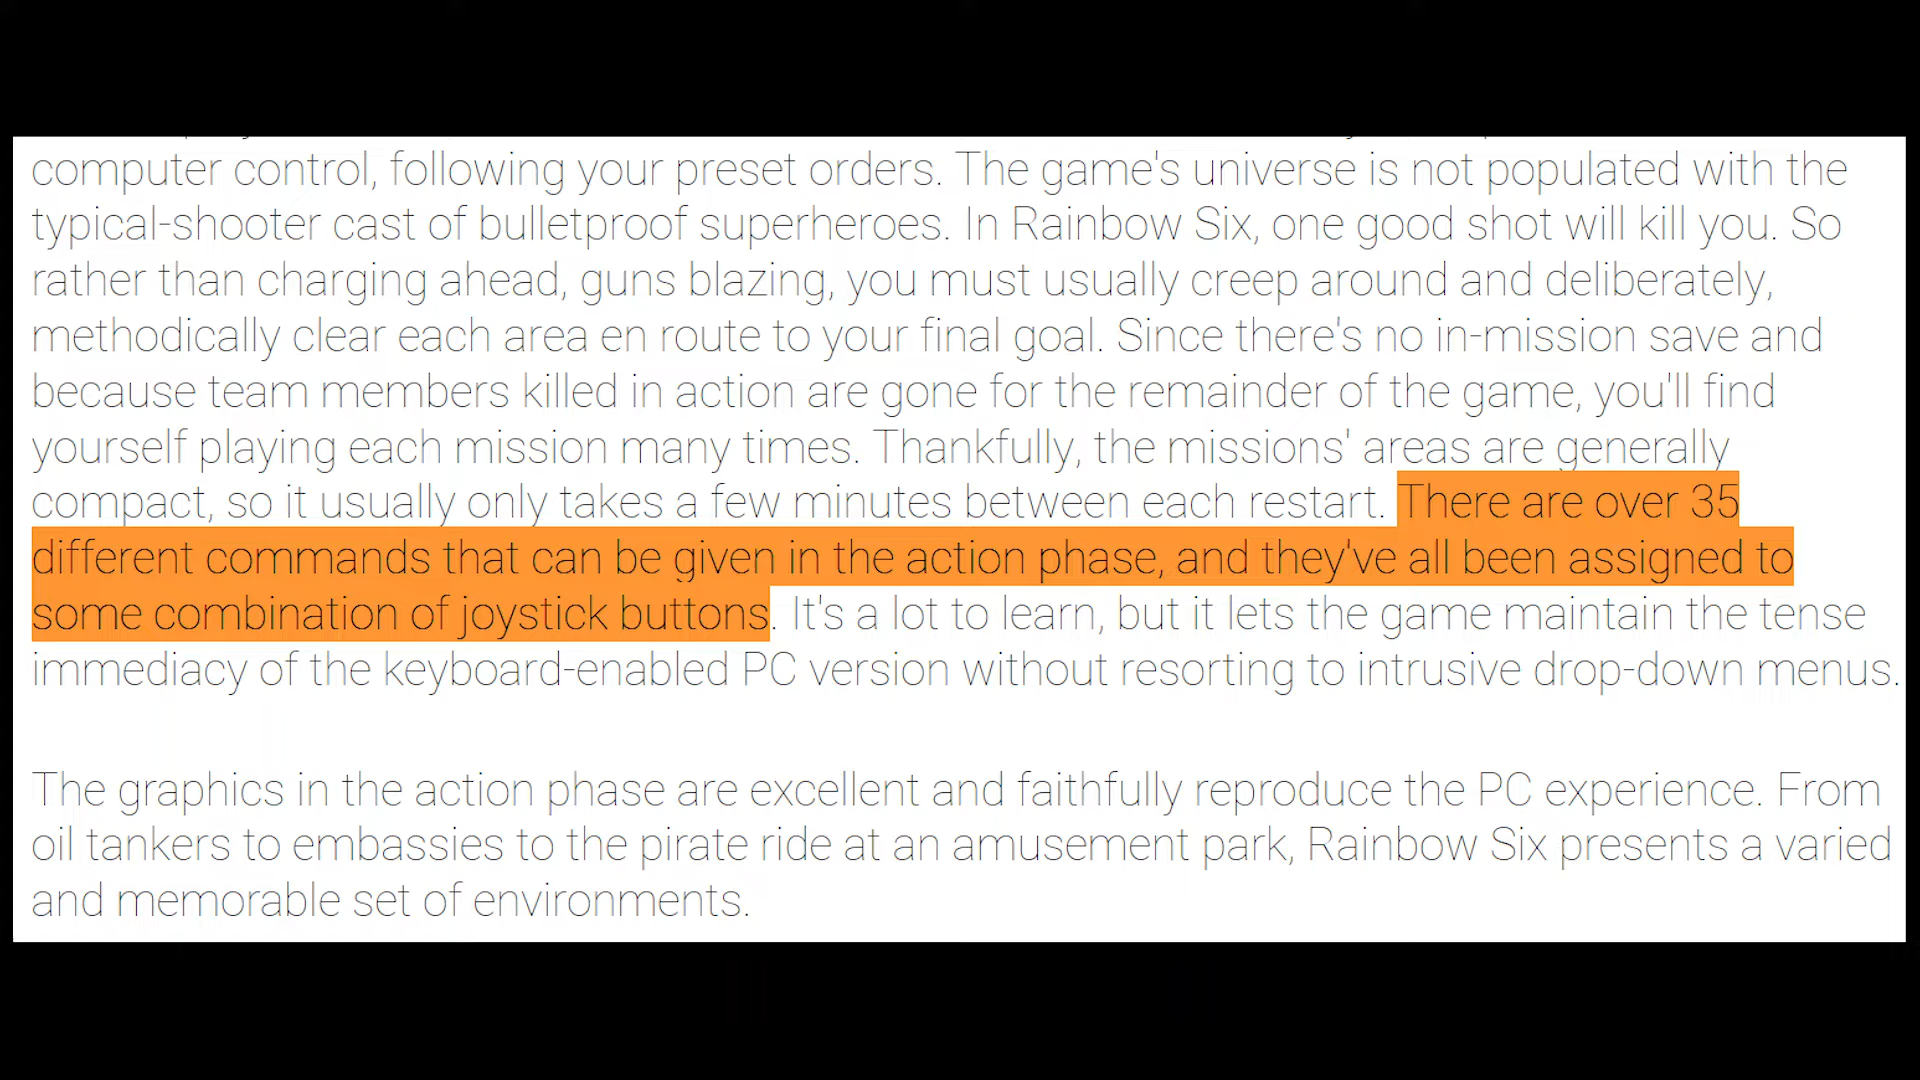 computer control, following your preset orders. The game's universe is not populated with the
typical-shooter cast of bulletproof superheroes. In Rainbow Six, one good shot will kill you. So
rather than charging ahead, guns blazing, you must usually creep around and deliberately,
methodically clear each area en route to your final goal. Since there's no in-mission save and
because team members killed in action are gone for the remainder of the game, you'll find
yourself playing each mission many times. Thankfully, the missions' areas are generally
compact, so it usually only takes a few minutes between each restart. There are over 35
different commands that can be given in the action phase, and they've all been assigned to
some combination of joystick buttons. It's a lot to learn, but it lets the game maintain the tense
immediacy of the keyboard-enabled PC version without resorting to intrusive drop-down menus.
The graphics in the action phase are excellent and faithfully reproduce the PC experience. From
oil tankers to embassies to the pirate ride at an amusement park, Rainbow Six presents a varied
and memorable set of environments.